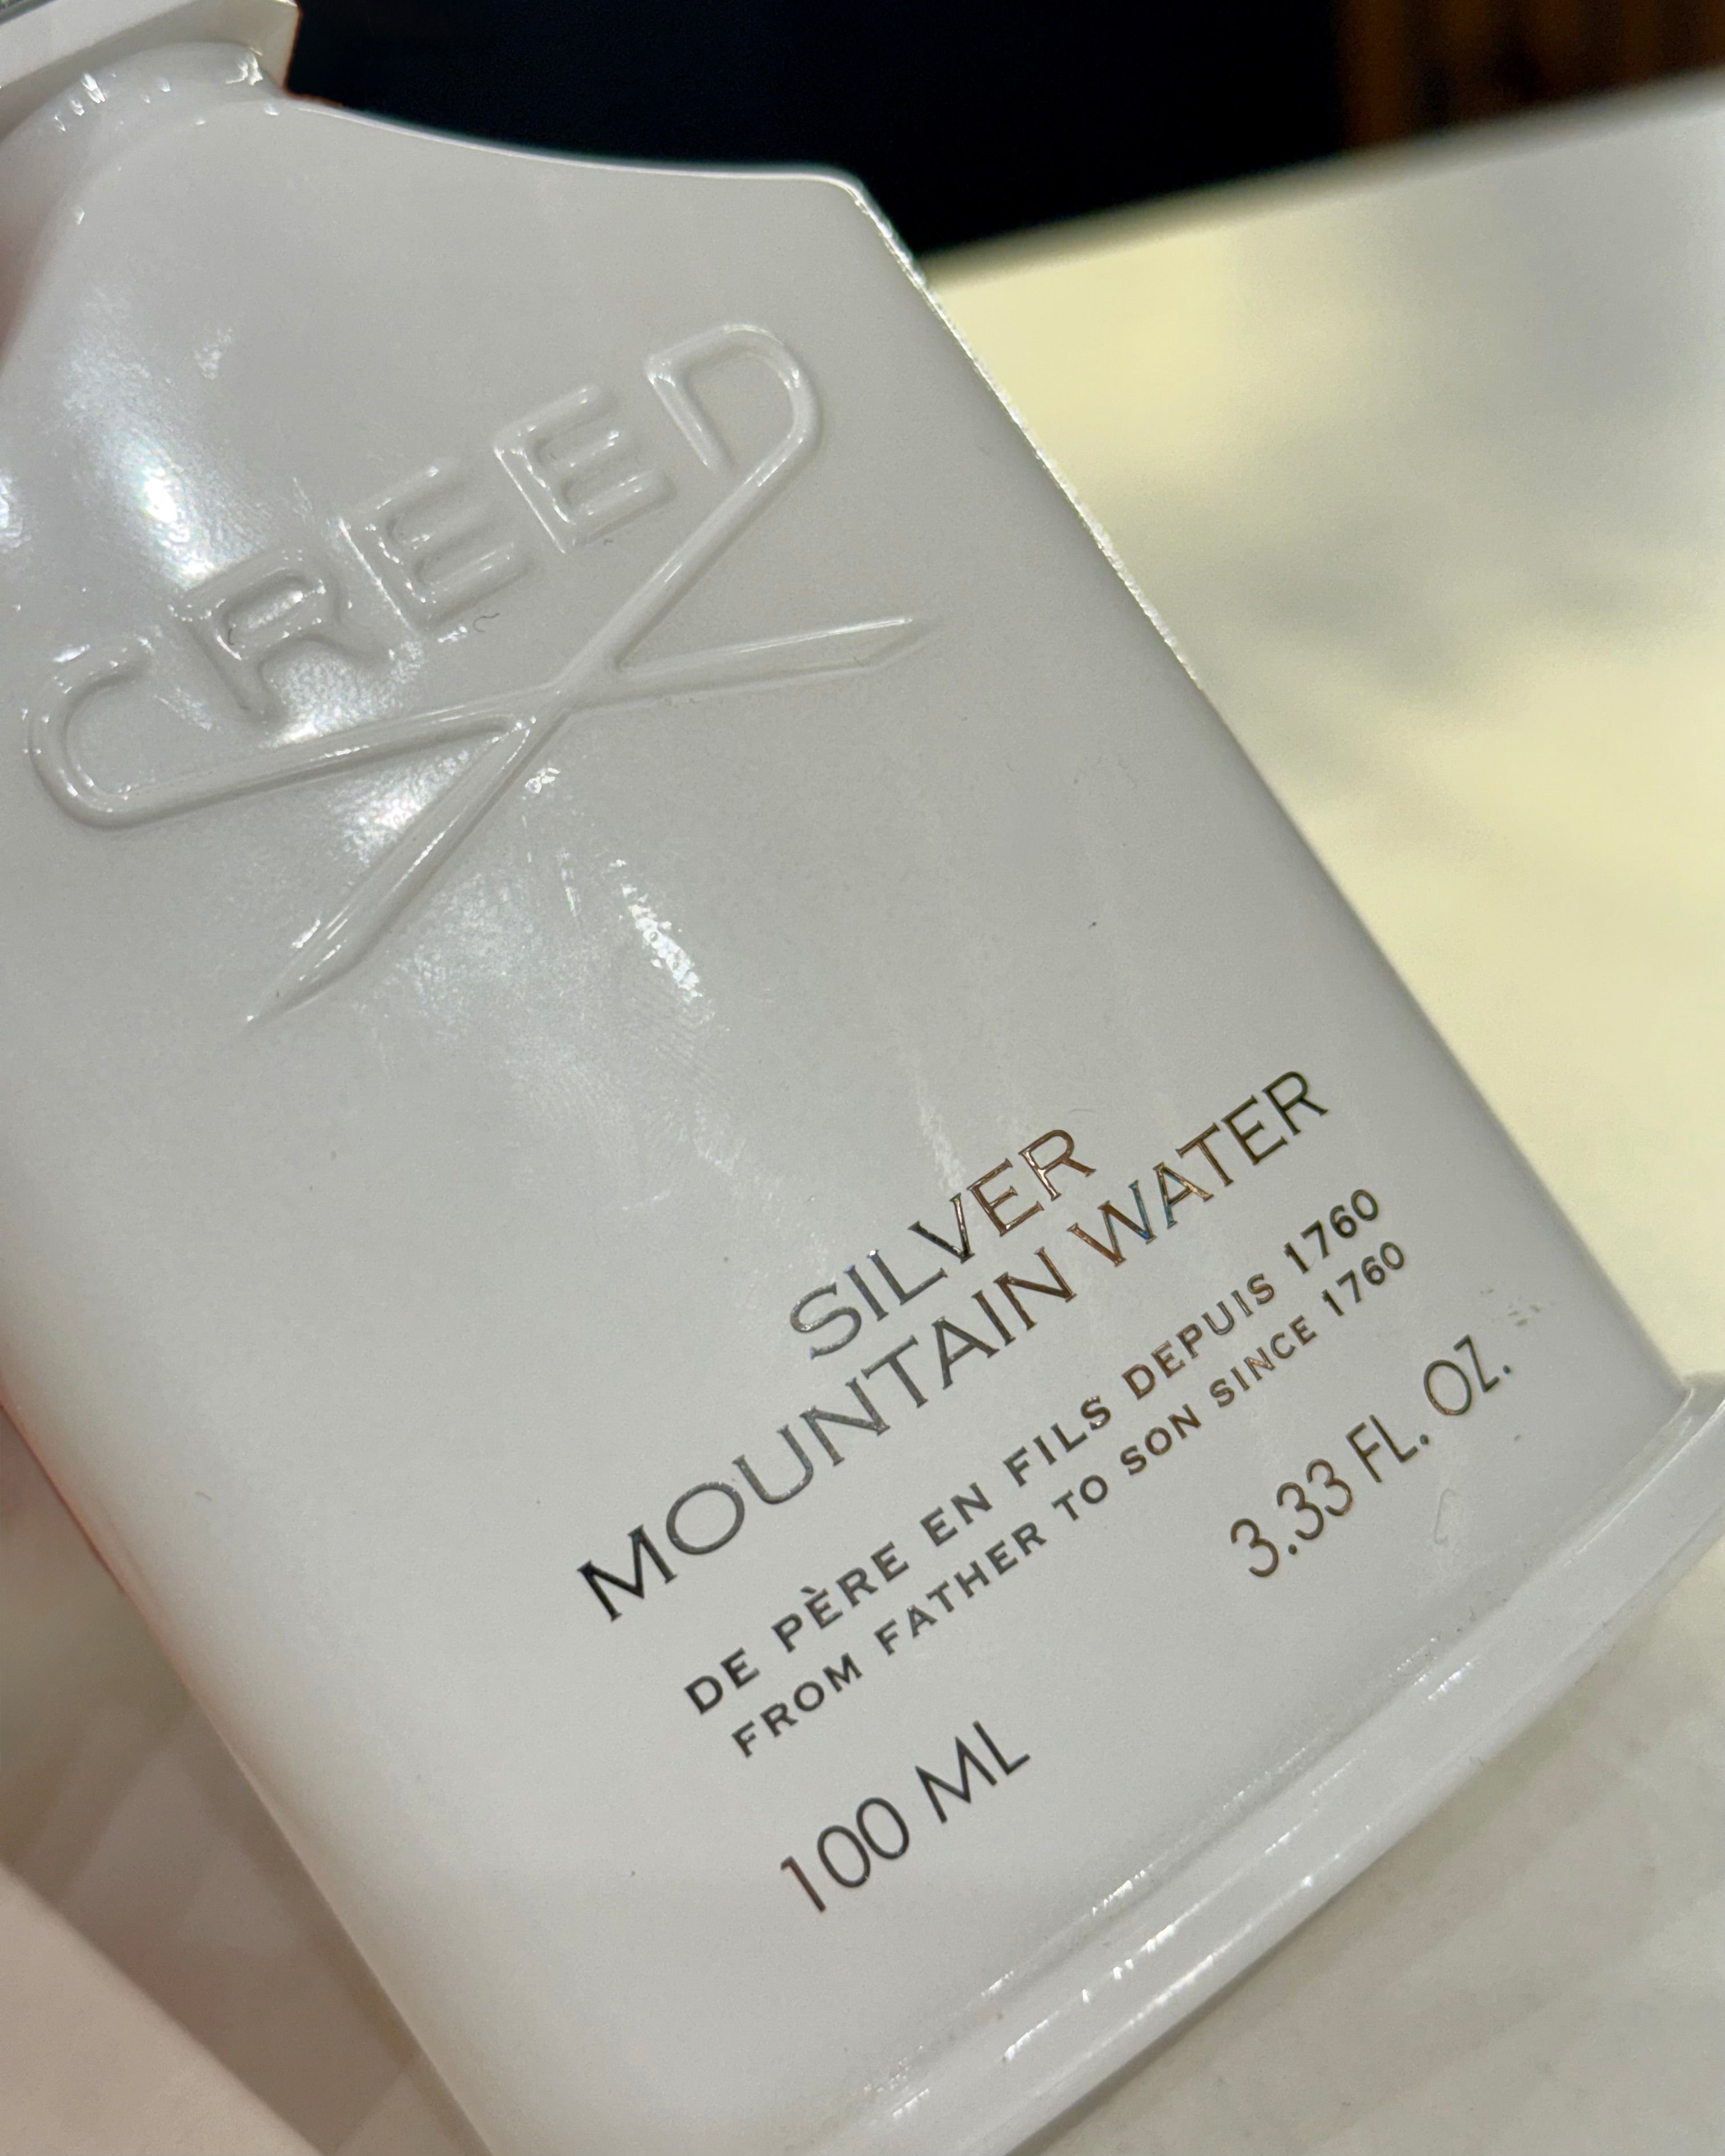 CREED
SILVER
MOUNTAIN WATER
DE PÈRE EN FILS DEPUIS 1760
FROM FATHER TO SON SINCE 1760
100 ML 3.33 FL. OZ.